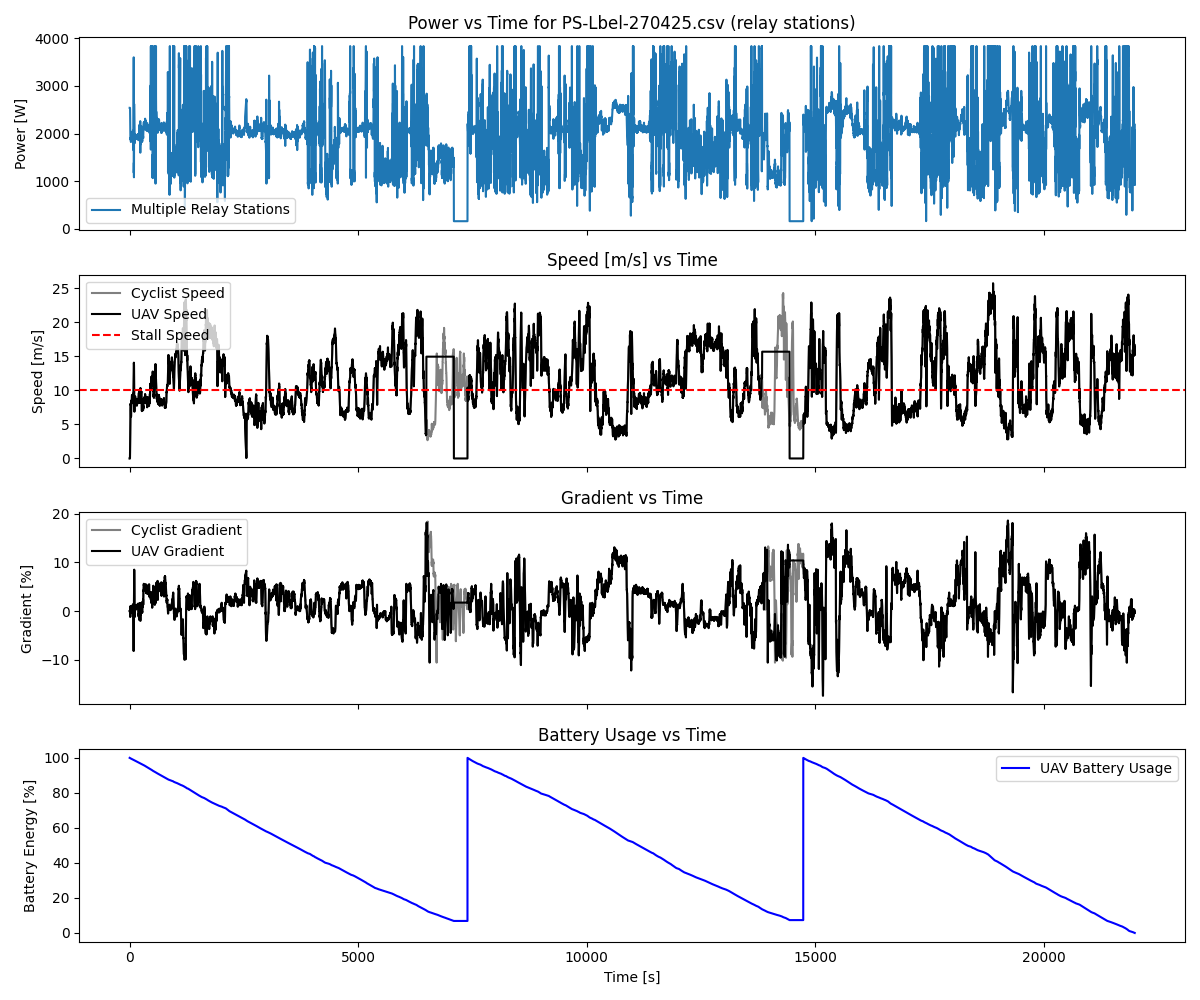 Power vs Time for PS-Lbel-270425.csv (relay stations)
4000
3000
2000
1000
0
Power [W]
Multiple Relay Stations
Speed [m/s] vs Time
25
20
15
10
5
0
Speed [m/s]
Cyclist Speed
UAV Speed
Stall Speed
Gradient vs Time
20
10
0
−10
Gradient [%]
Cyclist Gradient
UAV Gradient
Battery Usage vs Time
100
80
60
40
20
0
Battery Energy [%]
UAV Battery Usage
0 5000 10000 15000 20000
Time [s]